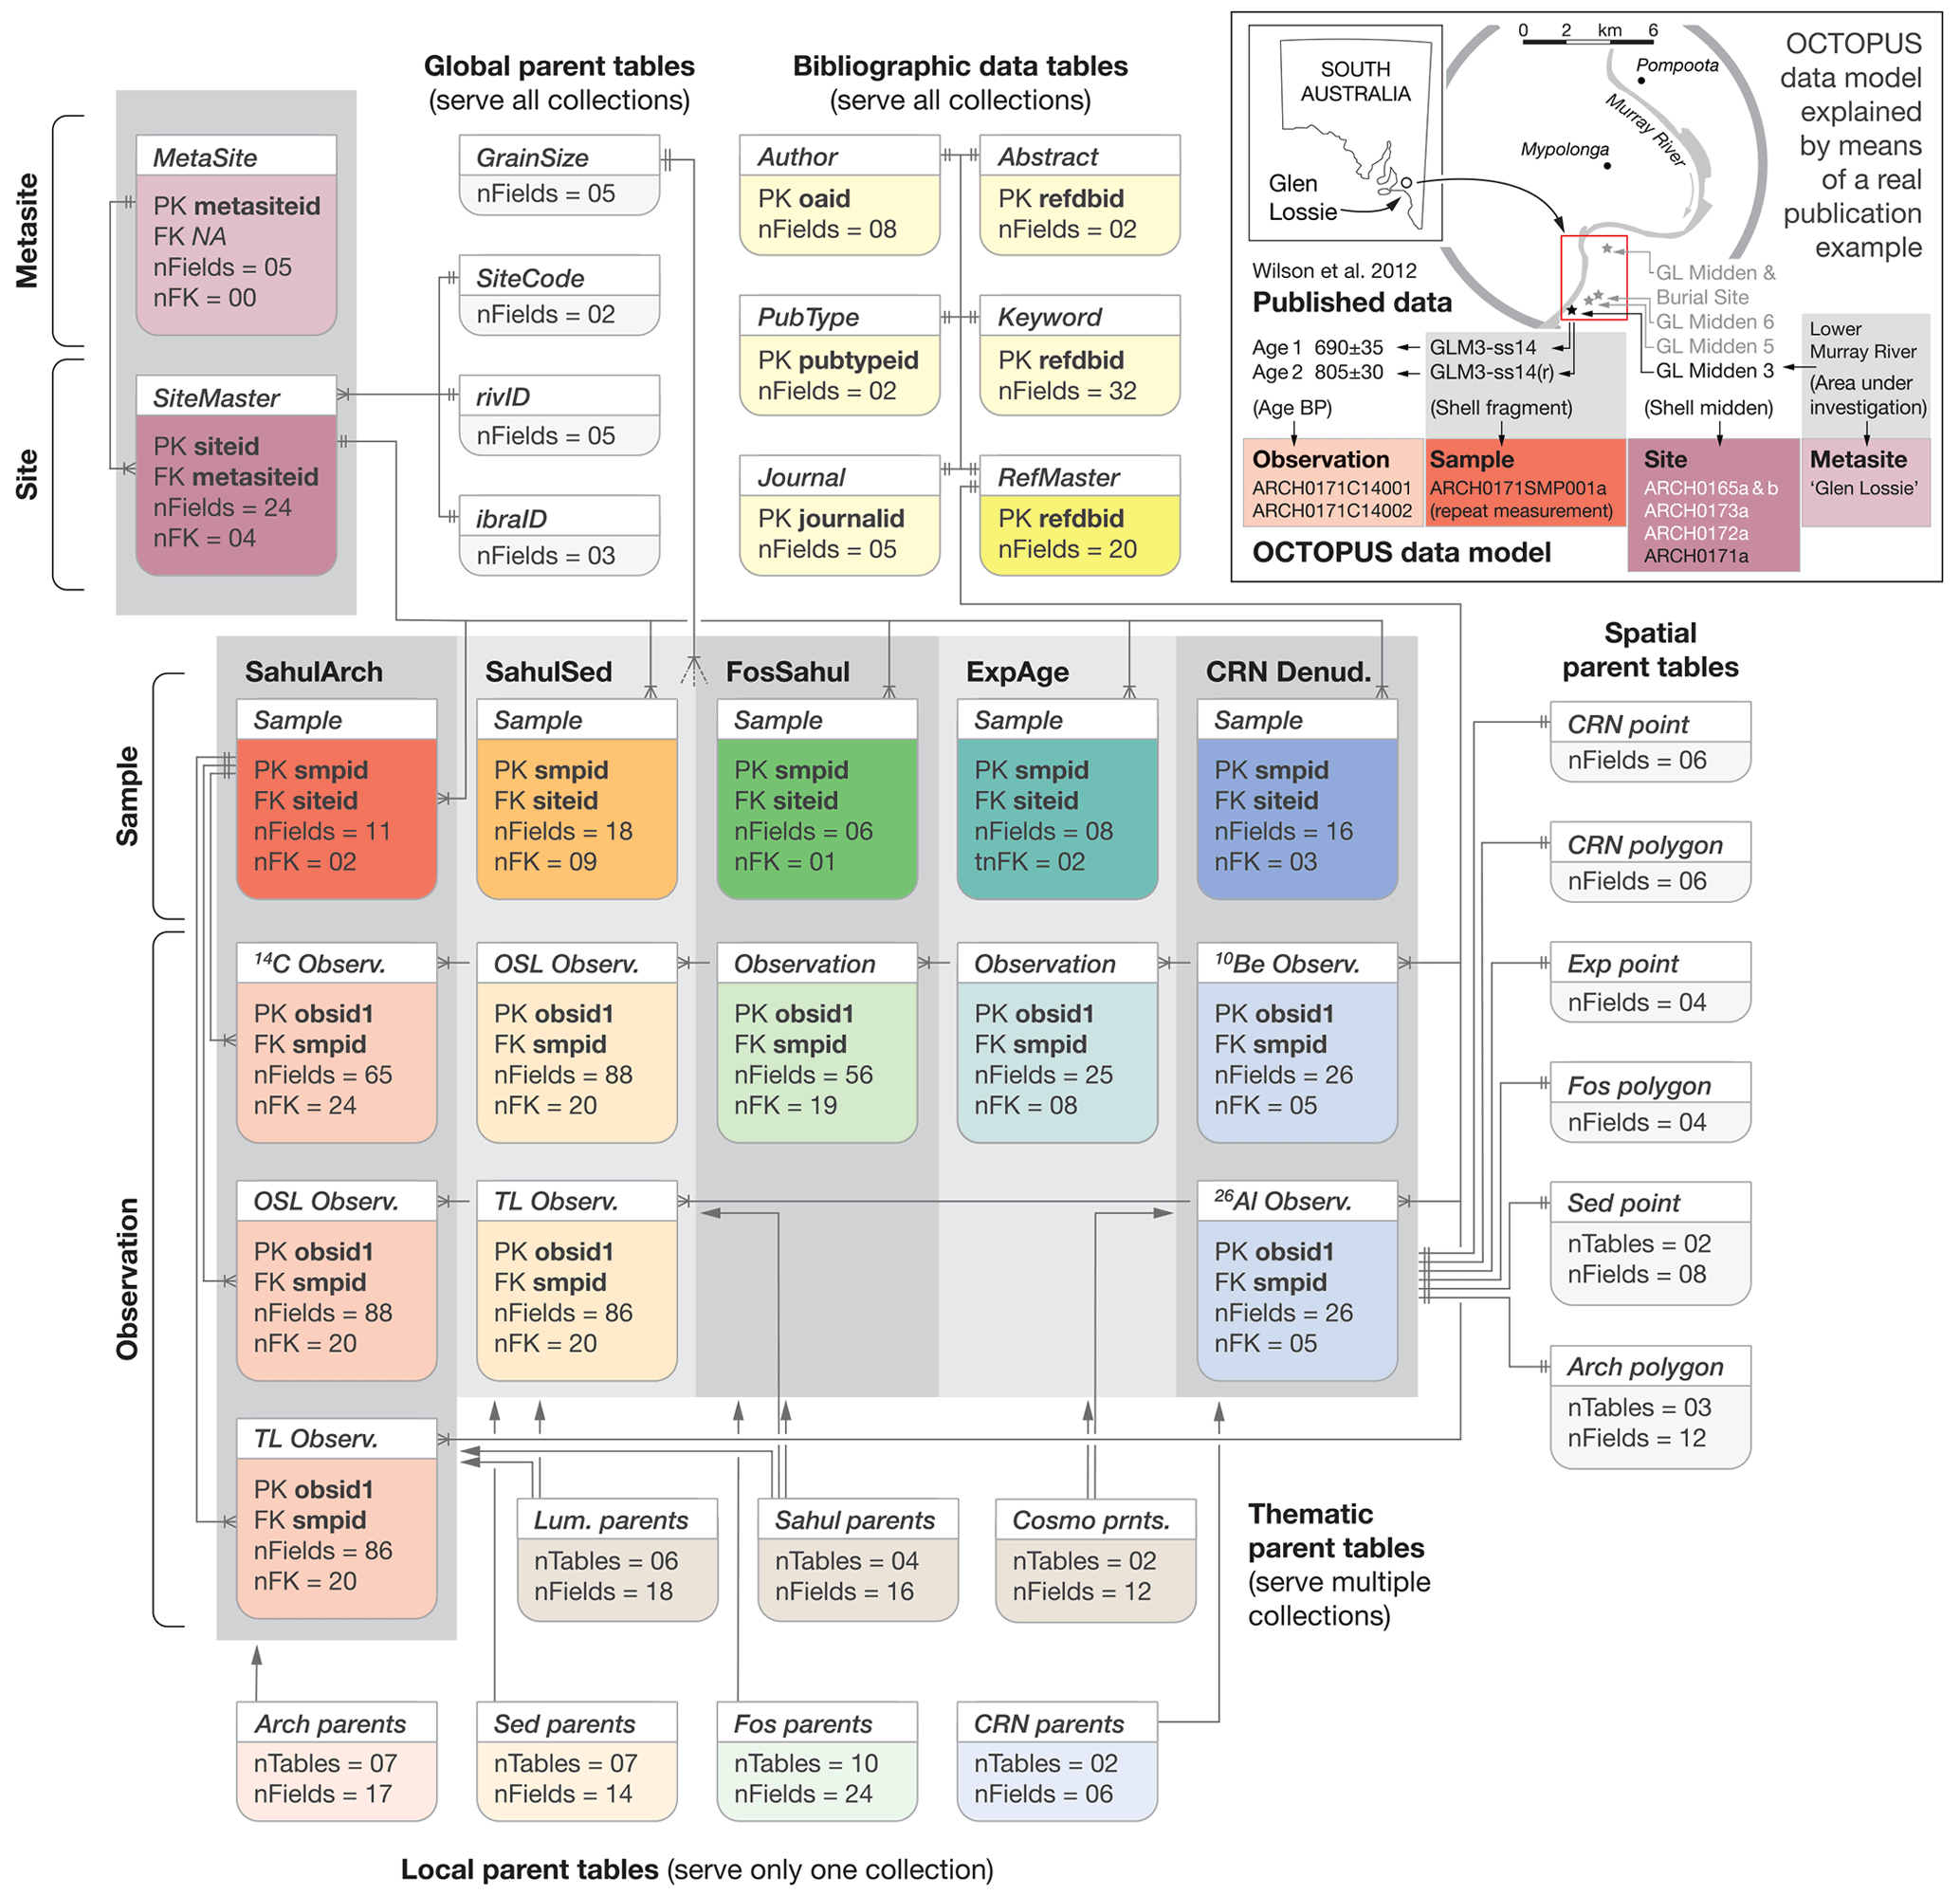 Global parent tables
(serve all collections)
Bibliographic data tables
(serve all collections)
Metasite
MetaSite
PK metasiteid
FK NA
nFields = 05
nFK = 00
Site
SiteMaster
PK siteid
FK metasiteid
nFields = 24
nFK = 04
GrainSize
nFields = 05
SiteCode
nFields = 02
rivID
nFields = 05
ibraID
nFields = 03
Author
PK oaid
nFields = 08
Abstract
PK refdbid
nFields = 02
PubType
PK pubtypeid
nFields = 02
Keyword
PK refdbid
nFields = 32
Journal
PK journalid
nFields = 05
RefMaster
PK refdbid
nFields = 20
SOUTH
AUSTRALIA
Glen
Lossie
0 2 km 6
Pompoota
Murray River
Mypolonga
OCTOPUS
data model
explained
by means
of a real
publication
example
Wilson et al. 2012
Published data
GL Midden &
Burial Site
GL Midden 6
GL Midden 5
GL Midden 3
Lower
Murray River
(Area under
investigation)
Age 1 690±35
GLM3-ss14
Age 2 805±30
GLM3-ss14(r)
(Age BP)
(Shell fragment)
(Shell midden)
Observation
ARCH0171C14001
ARCH0171C14002
Sample
ARCH0171SMP001a
(repeat measurement)
Site
ARCH0165a & b
ARCH0173a
ARCH0172a
ARCH0171a
Metasite
‘Glen Lossie’
OCTOPUS data model
Sample
Observation
SahulArch
SahulSed
FosSahul
ExpAge
CRN Denud.
Sample
PK smpid
FK siteid
nFields = 11
nFK = 02
Sample
PK smpid
FK siteid
nFields = 18
nFK = 09
Sample
PK smpid
FK siteid
nFields = 06
nFK = 01
Sample
PK smpid
FK siteid
nFields = 08
tnFK = 02
Sample
PK smpid
FK siteid
nFields = 16
nFK = 03
14C Observ.
PK obsid1
FK smpid
nFields = 65
nFK = 24
OSL Observ.
PK obsid1
FK smpid
nFields = 88
nFK = 20
Observation
PK obsid1
FK smpid
nFields = 56
nFK = 19
Observation
PK obsid1
FK smpid
nFields = 25
nFK = 08
10Be Observ.
PK obsid1
FK smpid
nFields = 26
nFK = 05
OSL Observ.
PK obsid1
FK smpid
nFields = 88
nFK = 20
TL Observ.
PK obsid1
FK smpid
nFields = 86
nFK = 20
26Al Observ.
PK obsid1
FK smpid
nFields = 26
nFK = 05
TL Observ.
PK obsid1
FK smpid
nFields = 86
nFK = 20
Spatial
parent tables
CRN point
nFields = 06
CRN polygon
nFields = 06
Exp point
nFields = 04
Fos polygon
nFields = 04
Sed point
nTables = 02
nFields = 08
Arch polygon
nTables = 03
nFields = 12
Lum. parents
nTables = 06
nFields = 18
Sahul parents
nTables = 04
nFields = 16
Cosmo prnts.
nTables = 02
nFields = 12
Thematic
parent tables
(serve multiple
collections)
Arch parents
nTables = 07
nFields = 17
Sed parents
nTables = 07
nFields = 14
Fos parents
nTables = 10
nFields = 24
CRN parents
nTables = 02
nFields = 06
Local parent tables (serve only one collection)